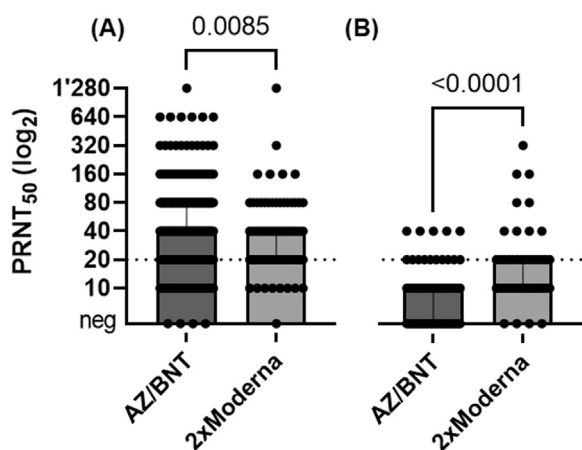 (A)
0.0085
(B)
<0.0001
PRNT50 (log2)
1'280
640
320
160
80
40
20
10
neg
AZ/BNT
2xModerna
AZ/BNT
2xModerna